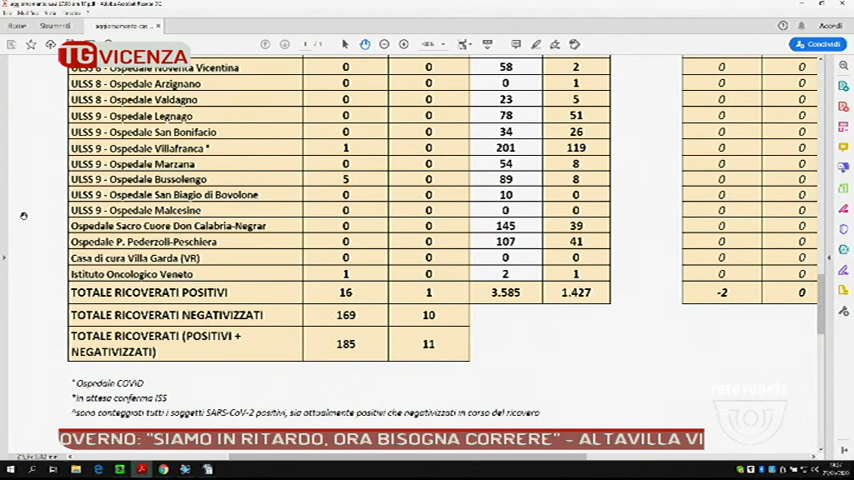 Home Strumenti aggiornamento casi... ×
Accedi
1 / 1
Condividi
TGVICENZA
ULSS 8 - Ospedale Noventa Vicentina 0 0 58 2 0 0
ULSS 8 - Ospedale Arzignano 0 0 0 1 0 0
ULSS 8 - Ospedale Valdagno 0 0 23 5 0 0
ULSS 9 - Ospedale Legnago 0 0 78 51 0 0
ULSS 9 - Ospedale San Bonifacio 0 0 34 26 0 0
ULSS 9 - Ospedale Villafranca * 1 0 201 119 0 0
ULSS 9 - Ospedale Marzana 0 0 54 8 0 0
ULSS 9 - Ospedale Bussolengo 5 0 89 8 0 0
ULSS 9 - Ospedale San Biagio di Bovolone 0 0 10 0 0 0
ULSS 9 - Ospedale Malcesine 0 0 0 0 0 0
Ospedale Sacro Cuore Don Calabria-Negrar 0 0 145 39 0 0
Ospedale P. Pederzoli-Peschiera 0 0 107 41 0 0
Casa di cura Villa Garda (VR) 0 0 0 0 0 0
Istituto Oncologico Veneto 1 0 2 1 0 0
TOTALE RICOVERATI POSITIVI 16 1 3.585 1.427 -2 0
TOTALE RICOVERATI NEGATIVIZZATI 169 10
TOTALE RICOVERATI (POSITIVI +
NEGATIVIZZATI) 185 11
* Ospedale COVID
*in attesa conferma ISS
^sono conteggiati tutti i soggetti SARS-CoV-2 positivi, sia attualmente positivi che negativizzati in corso del ricovero
reteveneta
OVERNO: "SIAMO IN RITARDO, ORA BISOGNA CORRERE" - ALTAVILLA VI